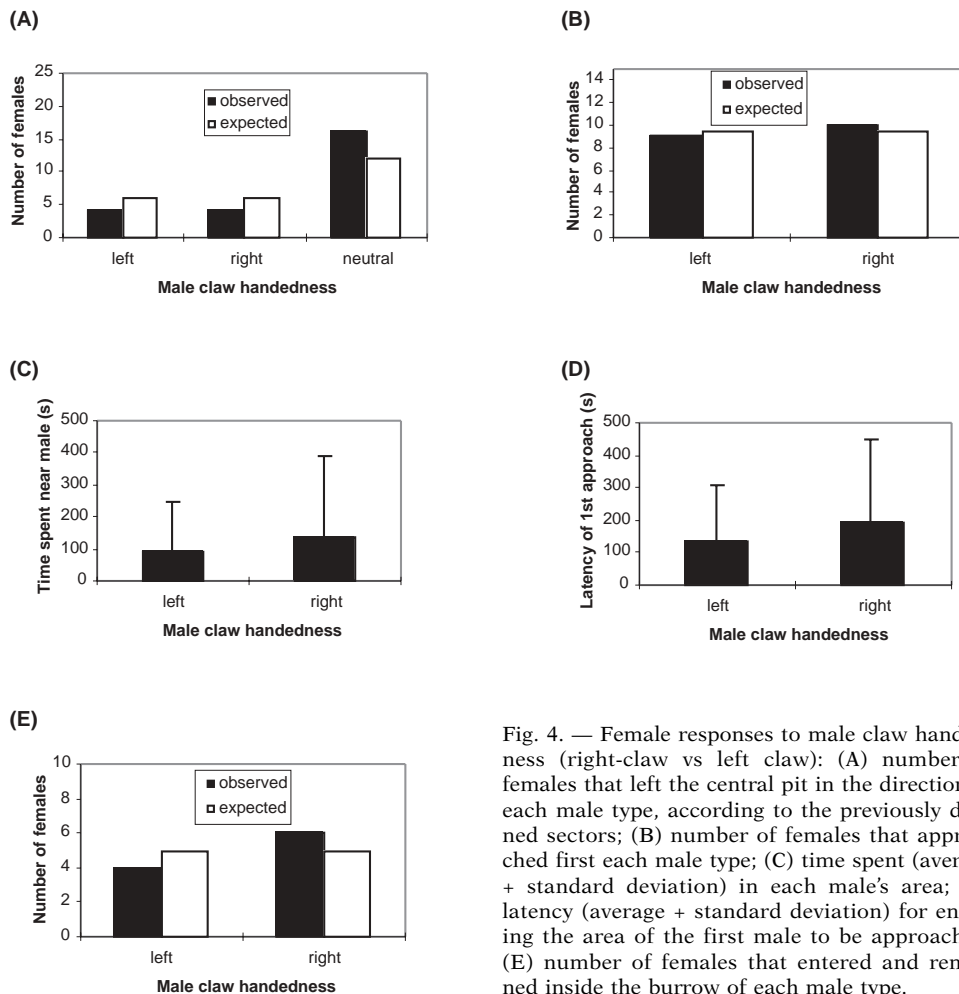 (A)
Number of females
25
20
15
10
5
0
observed
expected
left right neutral
Male claw handedness
(B)
Number of females
14
12
10
8
6
4
2
0
observed
expected
left right
Male claw handedness
(C)
Time spent near male (s)
500
400
300
200
100
0
left right
Male claw handedness
(D)
Latency of 1st approach (s)
500
400
300
200
100
0
left right
Male claw handedness
(E)
Number of females
10
8
6
4
2
0
observed
expected
left right
Male claw handedness
Fig. 4. — Female responses to male claw hand
ness (right-claw vs left claw): (A) number
females that left the central pit in the direction
each male type, according to the previously d
ned sectors; (B) number of females that appr
ched first each male type; (C) time spent (aver
+ standard deviation) in each male's area;
latency (average + standard deviation) for en
ing the area of the first male to be approach
(E) number of females that entered and ren
ned inside the burrow of each male type.